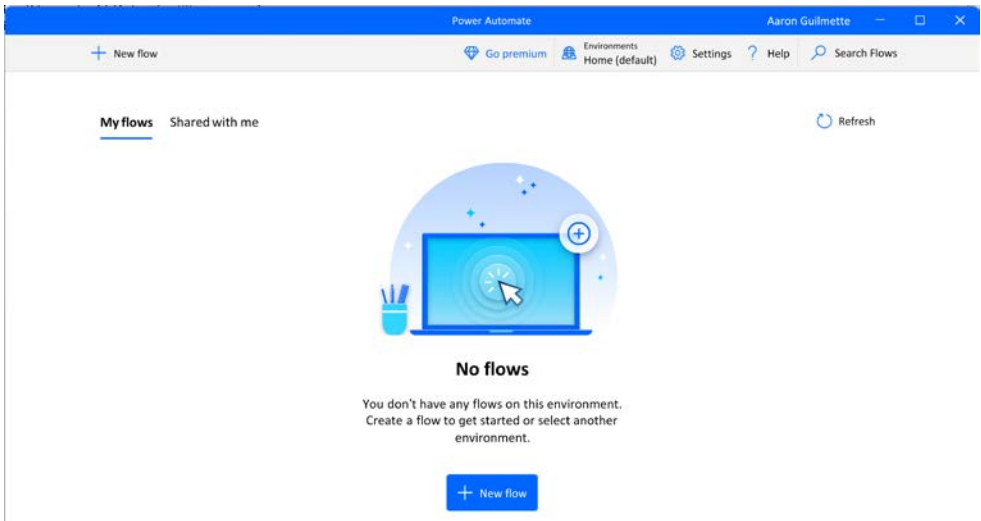 Power Automate
Aaron Guilmette
New flow
Go premium
Environments
Home (default)
Settings
? Help
Search Flows
My flows
Shared with me
Refresh
No flows
You don't have any flows on this environment.
Create a flow to get started or select another
environment.
New flow